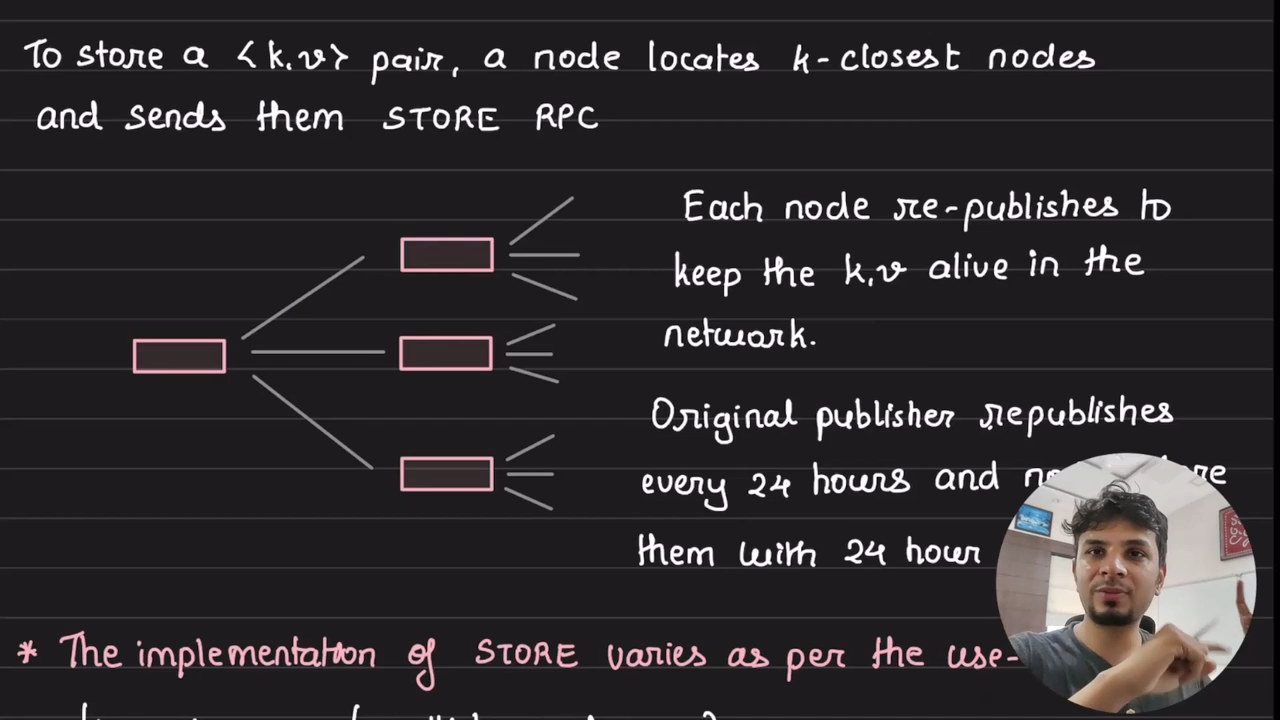 To store a <k,v> pair, a node locates k-closest nodes
and sends them STORE RPC
Each node re-publishes to
keep the k,v alive in the
network.
Original publisher republishes
every 24 hours and
them with 24 hour
* The implementation of STORE varies as per the use-